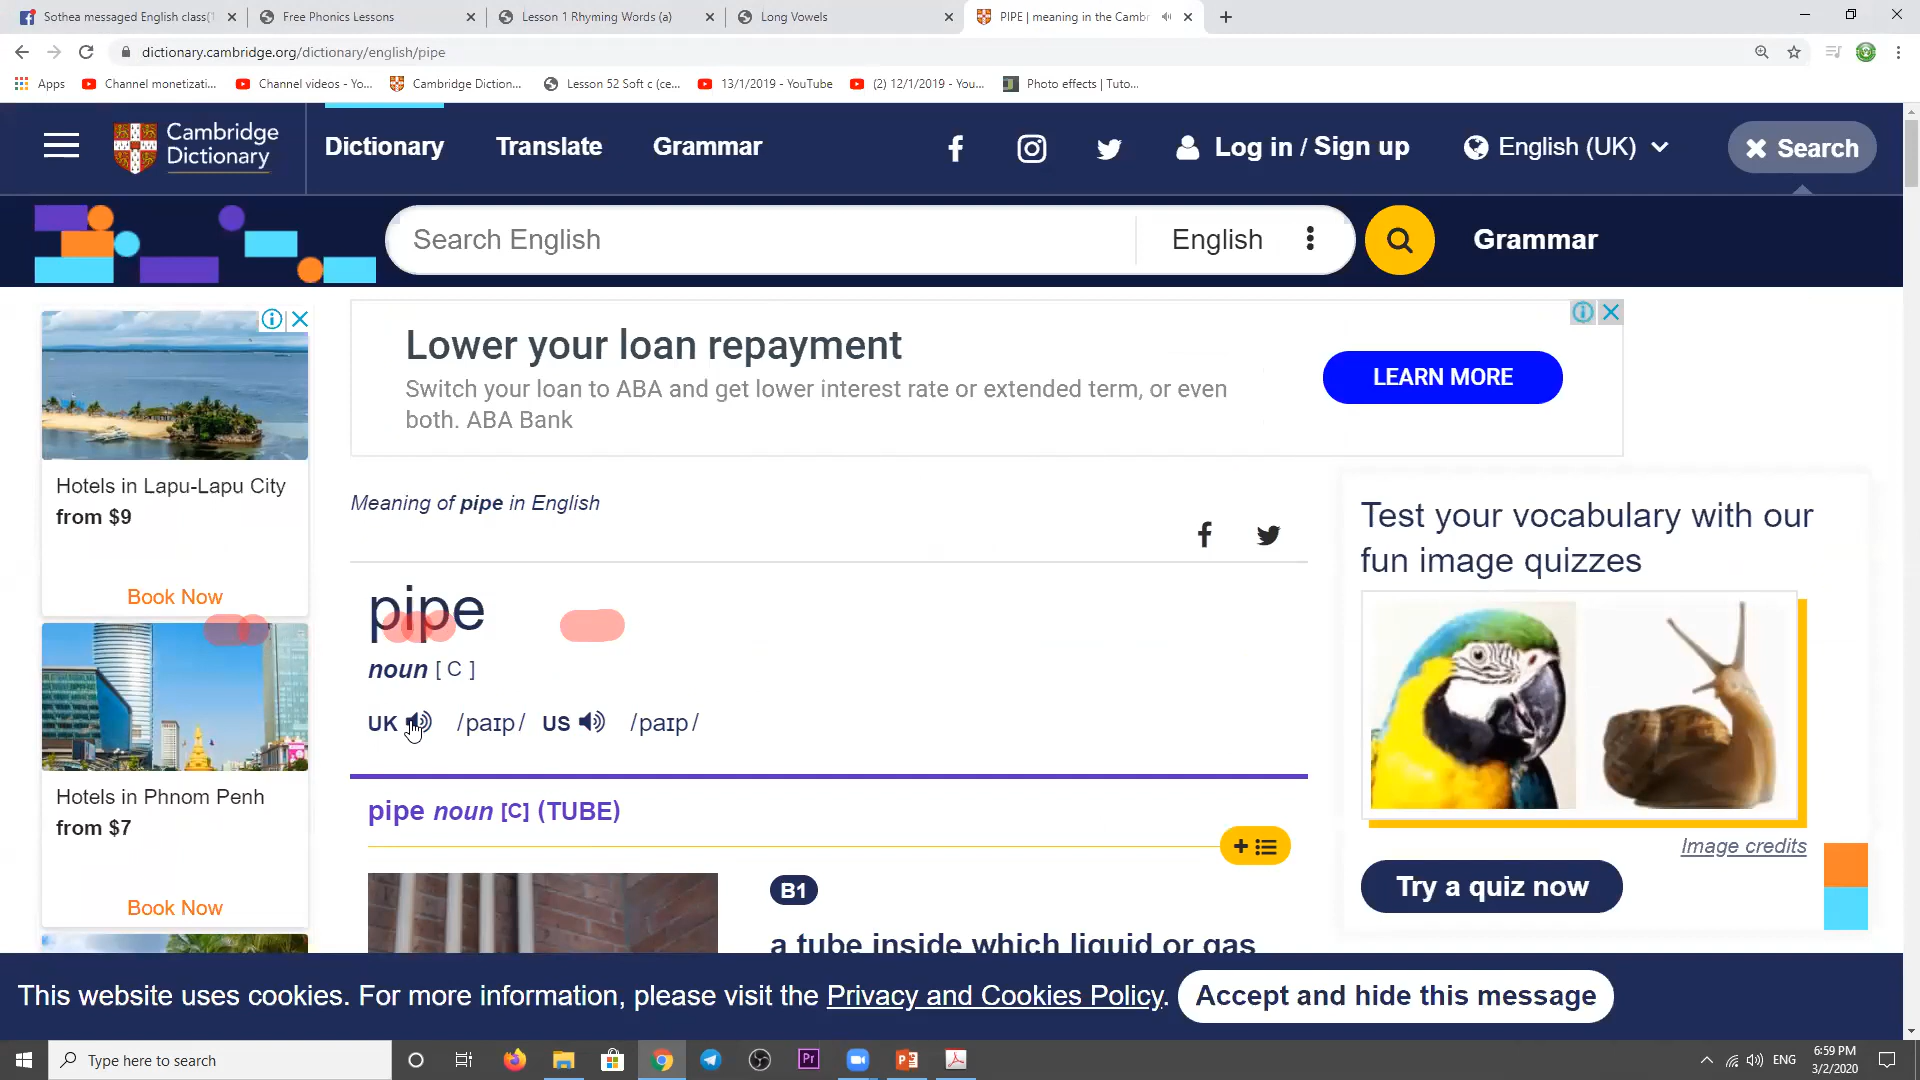 Sothea messaged English class(1
Free Phonics Lessons
Lesson 1 Rhyming Words (a)
Long Vowels
PIPE | meaning in the Camb
dictionary.cambridge.org/dictionary/english/pipe
Apps
Channel monetizati...
Channel videos - Yo...
Cambridge Diction...
Lesson 52 Soft c (ce...
13/1/2019 - YouTube
(2) 12/1/2019 - You...
Photo effects | Tuto...
Cambridge
Dictionary
Dictionary
Translate
Grammar
Log in / Sign up
English (UK)
Search
Search English
English
Grammar
Lower your loan repayment
Switch your loan to ABA and get lower interest rate or extended term, or even
both. ABA Bank
LEARN MORE
Hotels in Lapu-Lapu City
from $9
Book Now
Hotels in Phnom Penh
from $7
Book Now
Meaning of pipe in English
pipe
noun [ C ]
UK /paɪp/ US /paɪp/
pipe noun [C] (TUBE)
B1
a tube inside which liquid or gas
Test your vocabulary with our
fun image quizzes
Image credits
Try a quiz now
This website uses cookies. For more information, please visit the Privacy and Cookies Policy.
Accept and hide this message
Type here to search
Pr
ENG
6:59 PM
3/2/2020